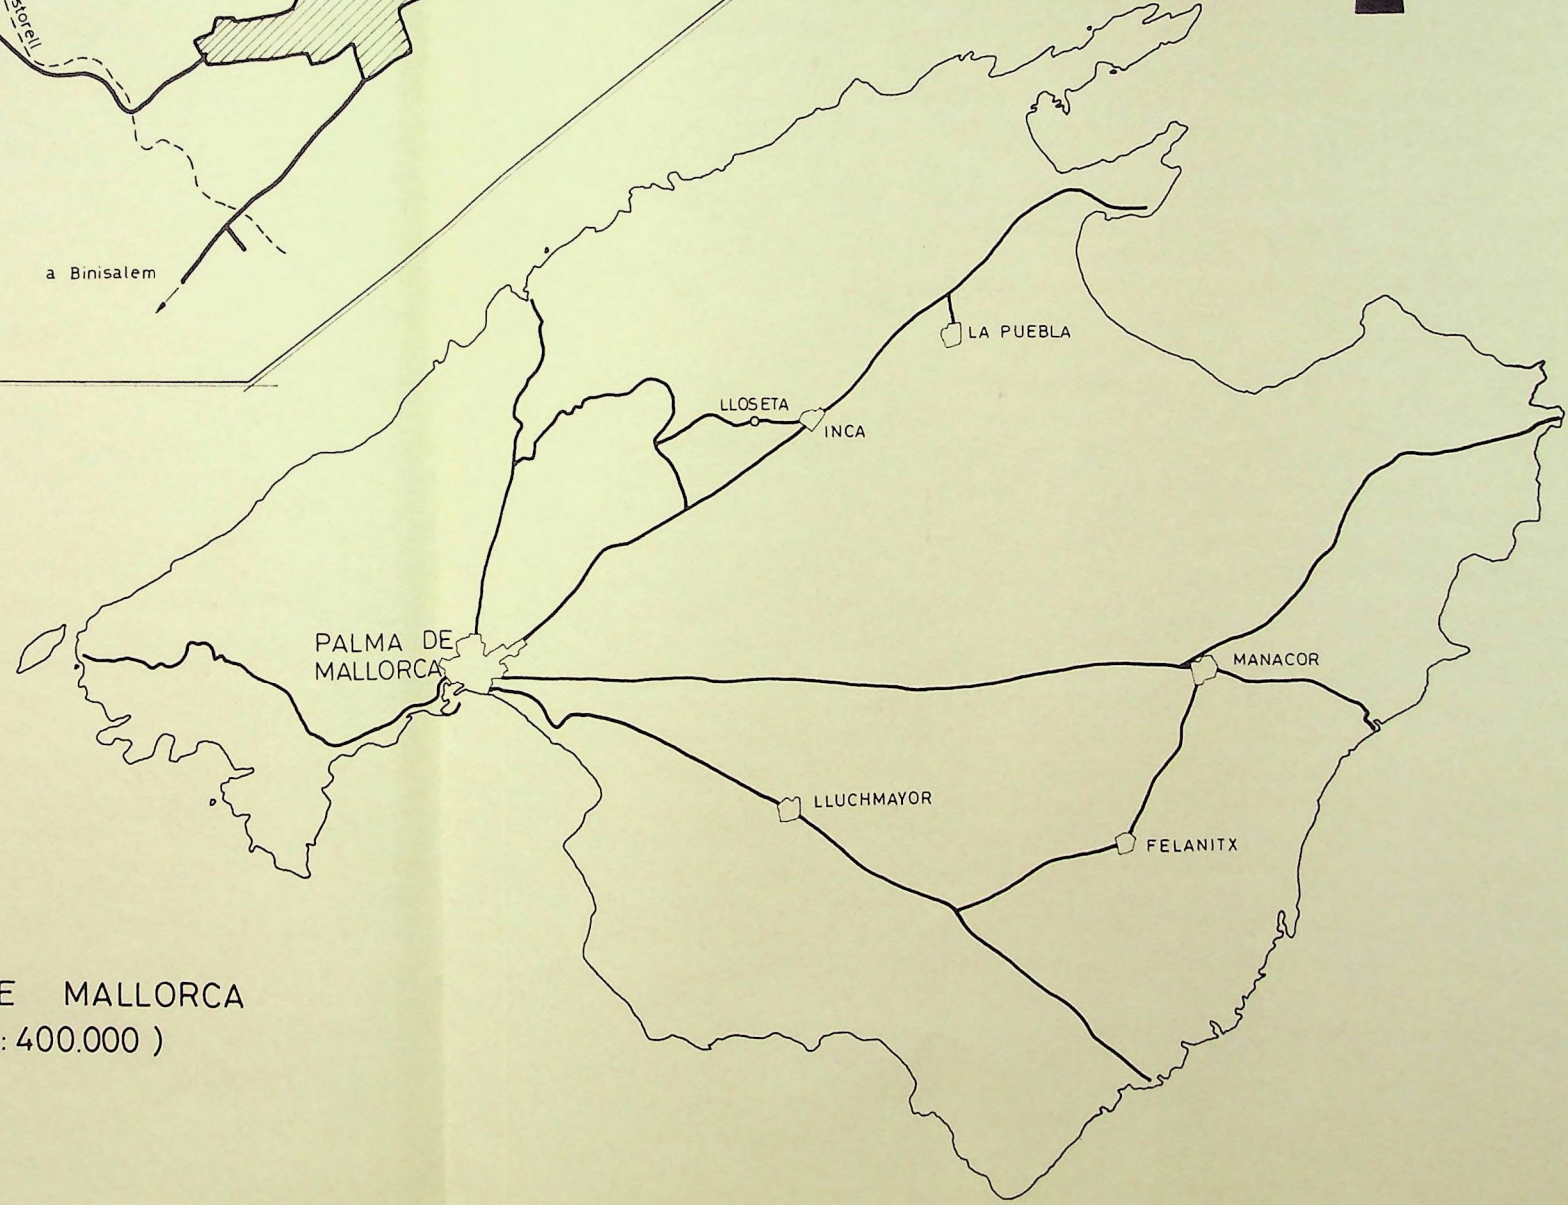 a Binisalem
LA PUEBLA
LLOSETA
INCA
PALMA DE
MALLORCA
MANACOR
LLUCHMAYOR
FELANITX
MALLORCA
:400.000 )